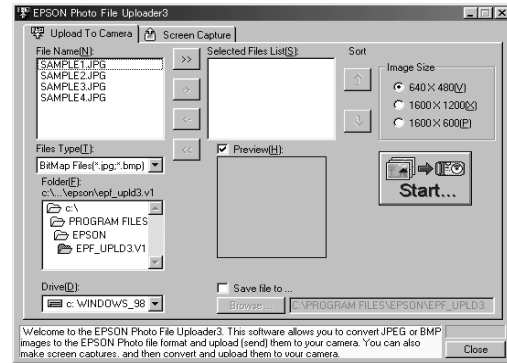 EPSON Photo File Uploader3
Upload To Camera
Screen Capture
File Name(N):
SAMPLE1.JPG
SAMPLE2.JPG
SAMPLE3.JPG
SAMPLE4.JPG
>>
->
<-
<<
Selected Files List(S):
Sort
Image Size
640×480(V)
1600×1200(X)
1600×600(P)
Files Type(T):
BitMap Files(*.jpg;*.bmp)
Preview(H):
Start...
Folder(F):
c:\...\epson\epf_upld3.v1
c:\
PROGRAM FILES
EPSON
EPF_UPLD3.V1
Drive(D):
c: WINDOWS_98
Save file to ...
Browse ...
C:\PROGRAM FILES\EPSON\EPF_UPLD3.
Welcome to the EPSON Photo File Uploader3. This software allows you to convert JPEG or BMP
images to the EPSON Photo file format and upload (send) them to your camera. You can also
make screen captures, and then convert and upload them to your camera.
Close